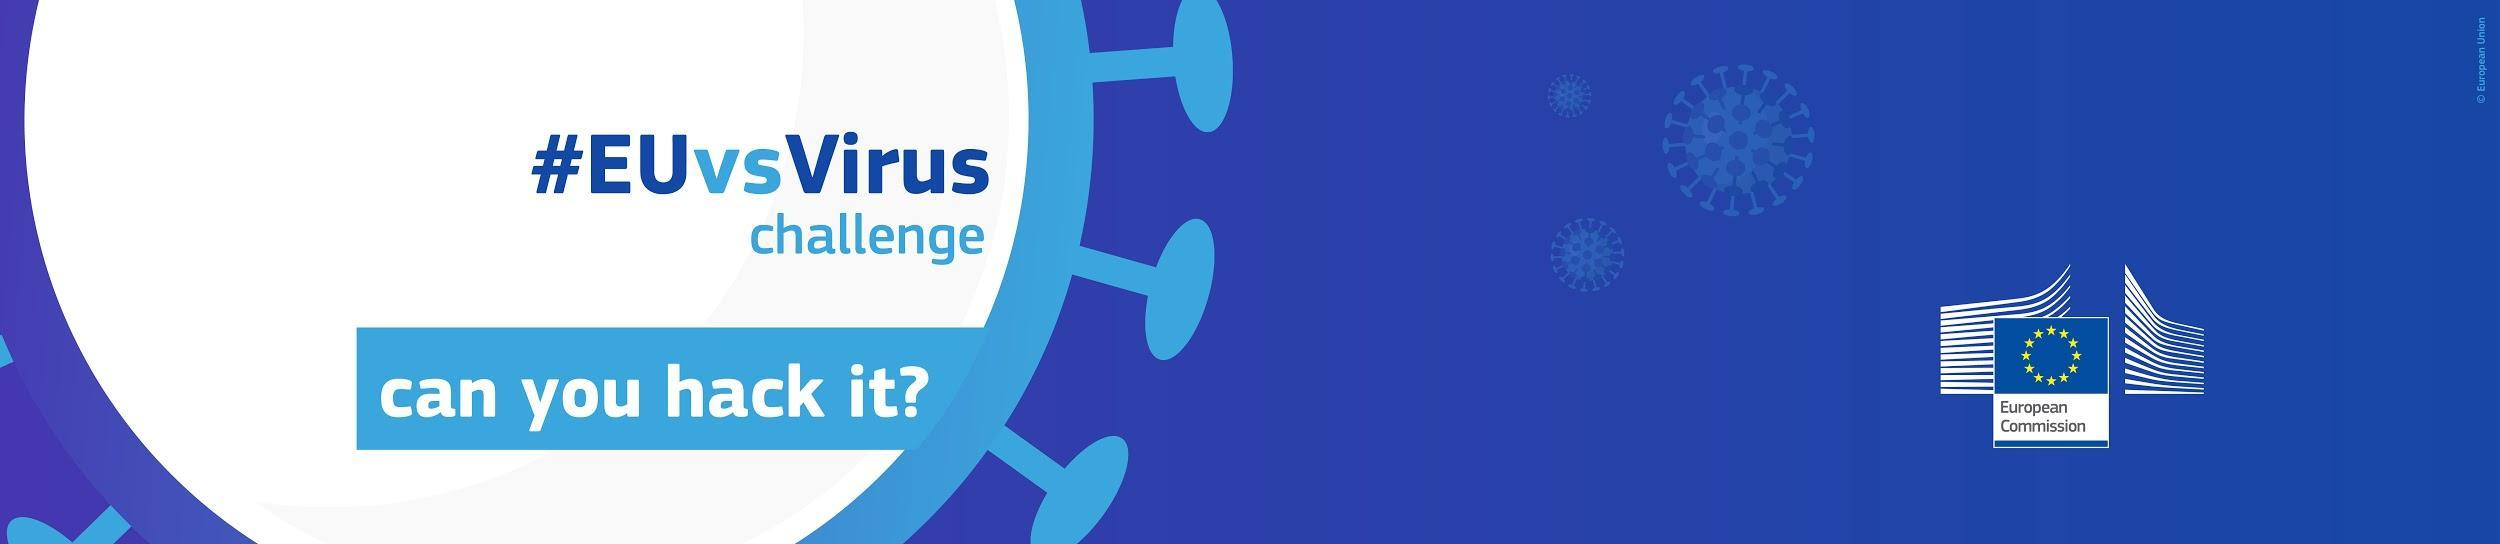 #EUvsVirus
challenge
can you hack it?
European
Commission
© European Union